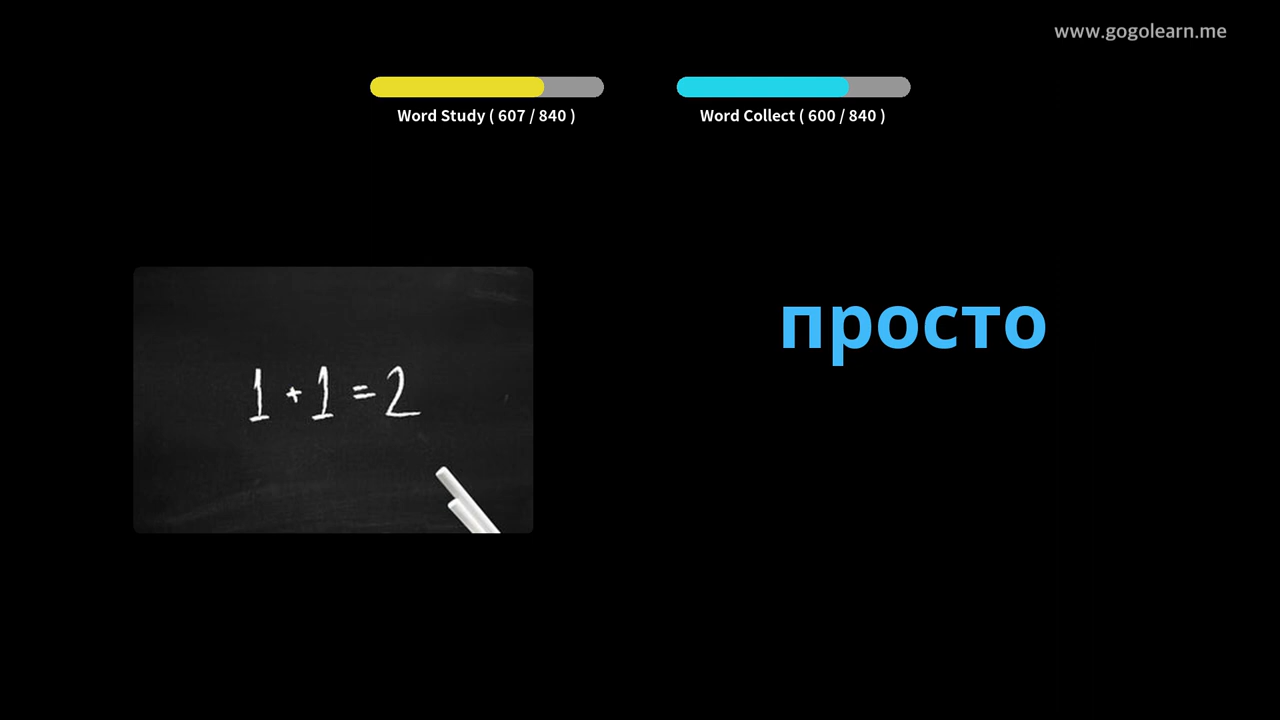 www.gogolearn.me
Word Study ( 607 / 840 )
Word Collect ( 600 / 840 )
просто
1 + 1 = 2